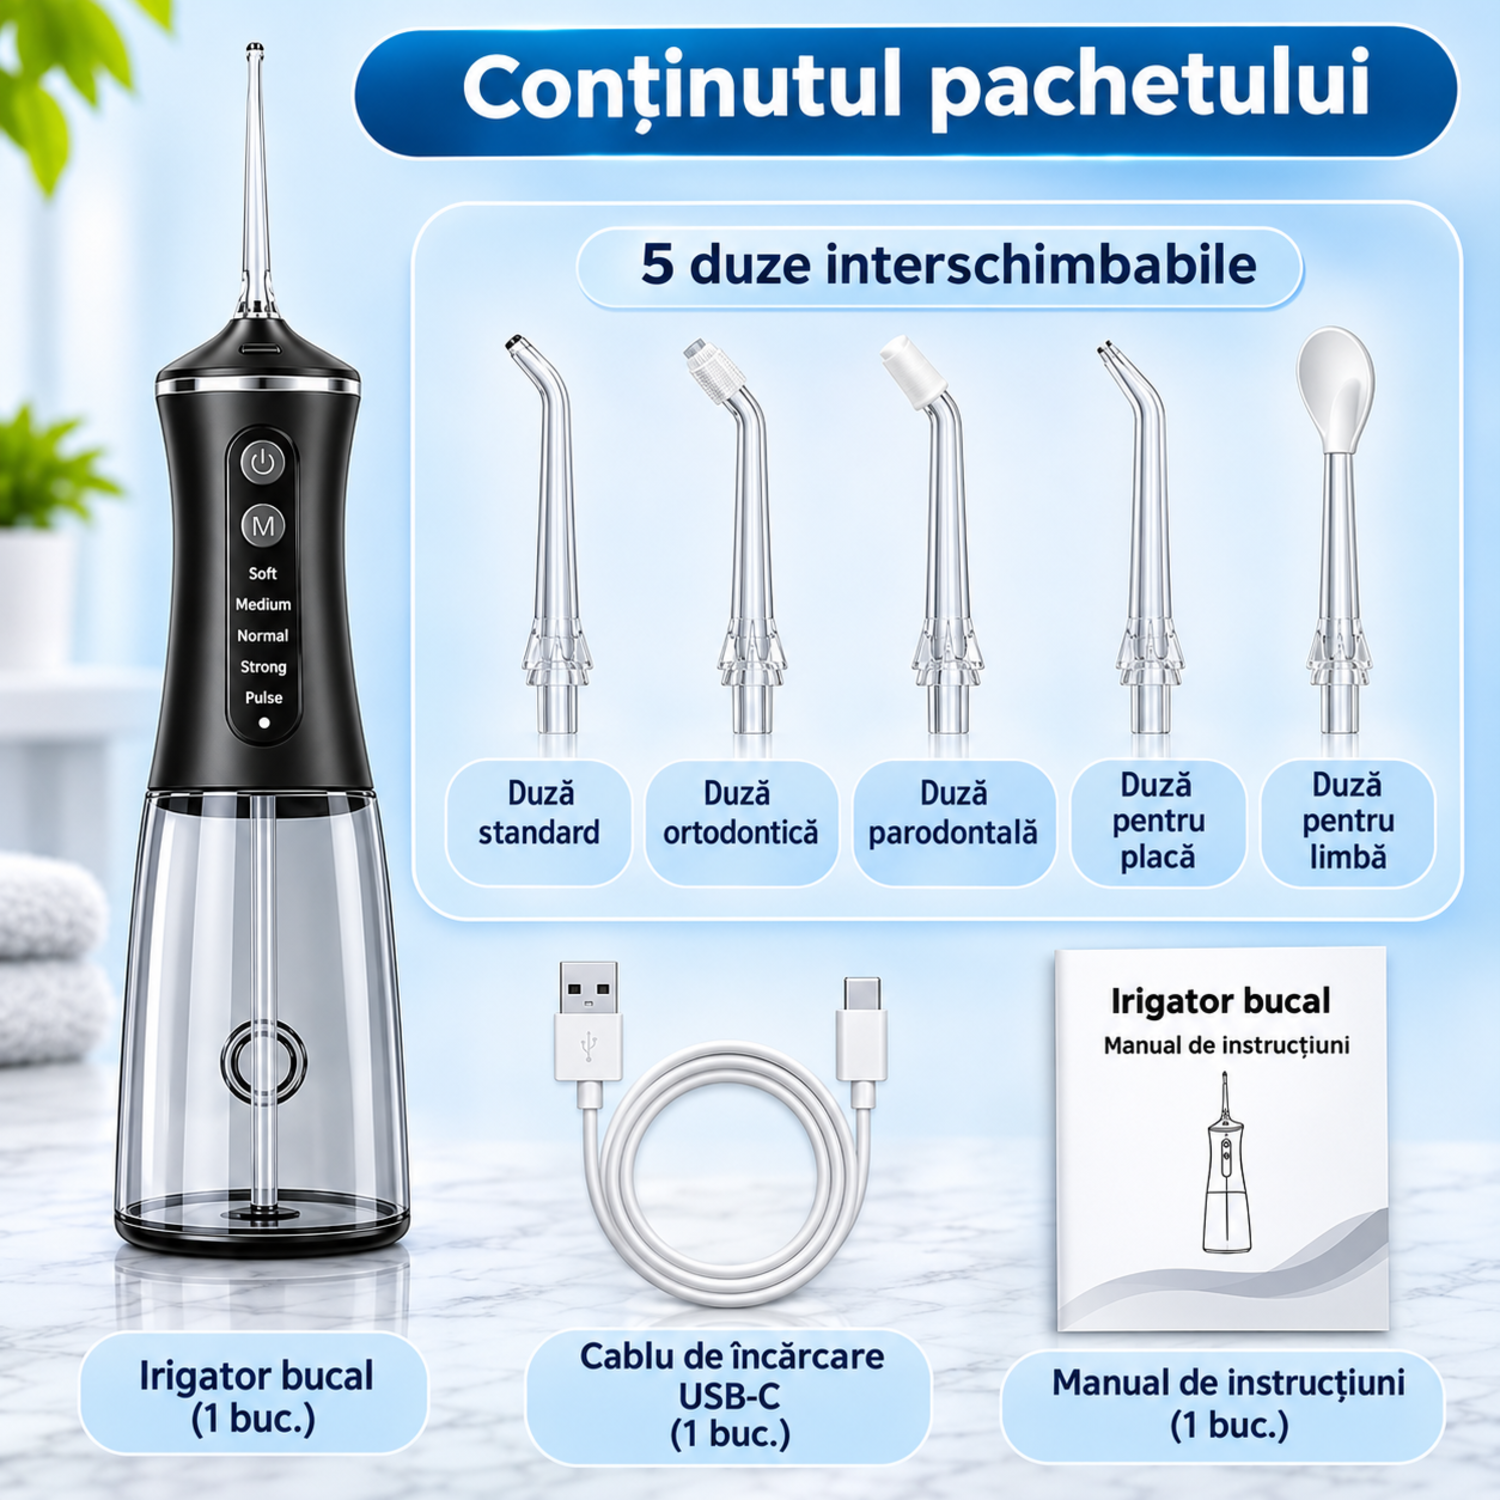 Conținutul pachetului
5 duze interschimbabile
M
Soft
Medium
Normal
Strong
Pulse
Duză
standard
Duză
ortodontică
Duză
parodontală
Duză
pentru
placă
Duză
pentru
limbă
Irigator bucal
Manual de instrucțiuni
Irigator bucal
(1 buc.)
Cablu de încărcare
USB-C
(1 buc.)
Manual de instrucțiuni
(1 buc.)